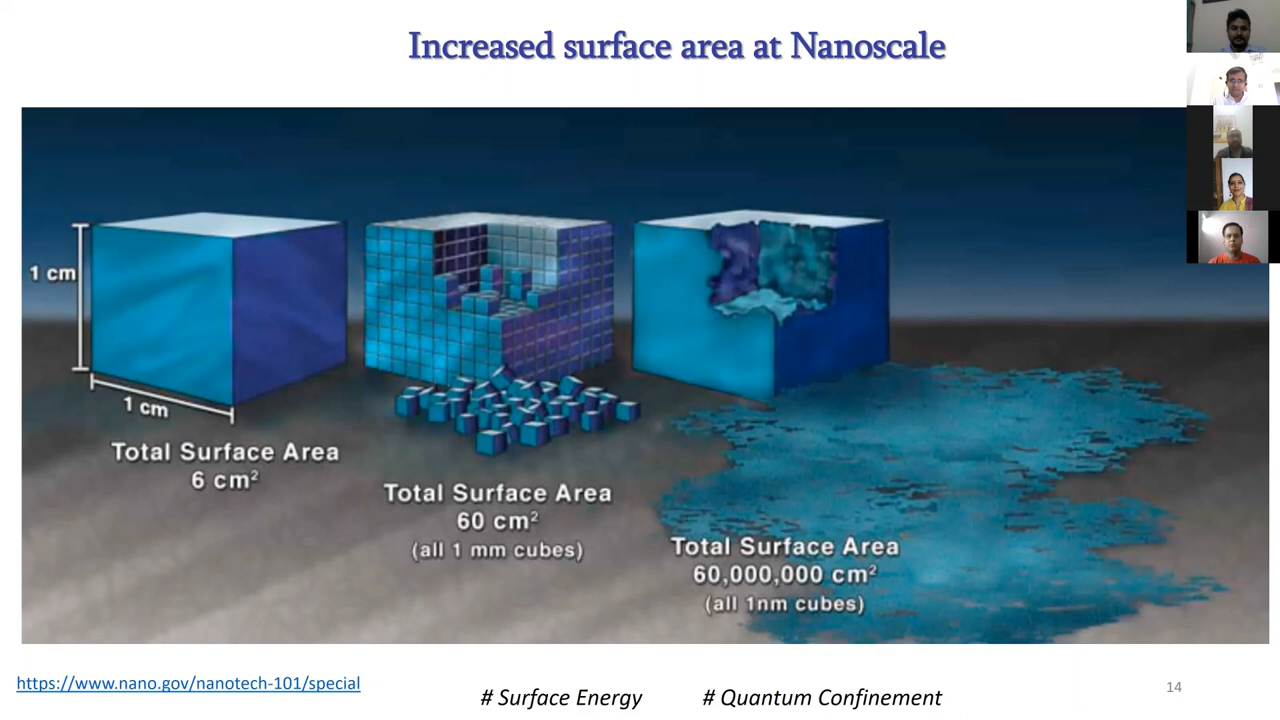 Increased surface area at Nanoscale
1 cm
1 cm
Total Surface Area
6 cm²
Total Surface Area
60 cm²
(all 1 mm cubes)
Total Surface Area
60,000,000 cm²
(all 1nm cubes)
https://www.nano.gov/nanotech-101/special
# Surface Energy
# Quantum Confinement
14